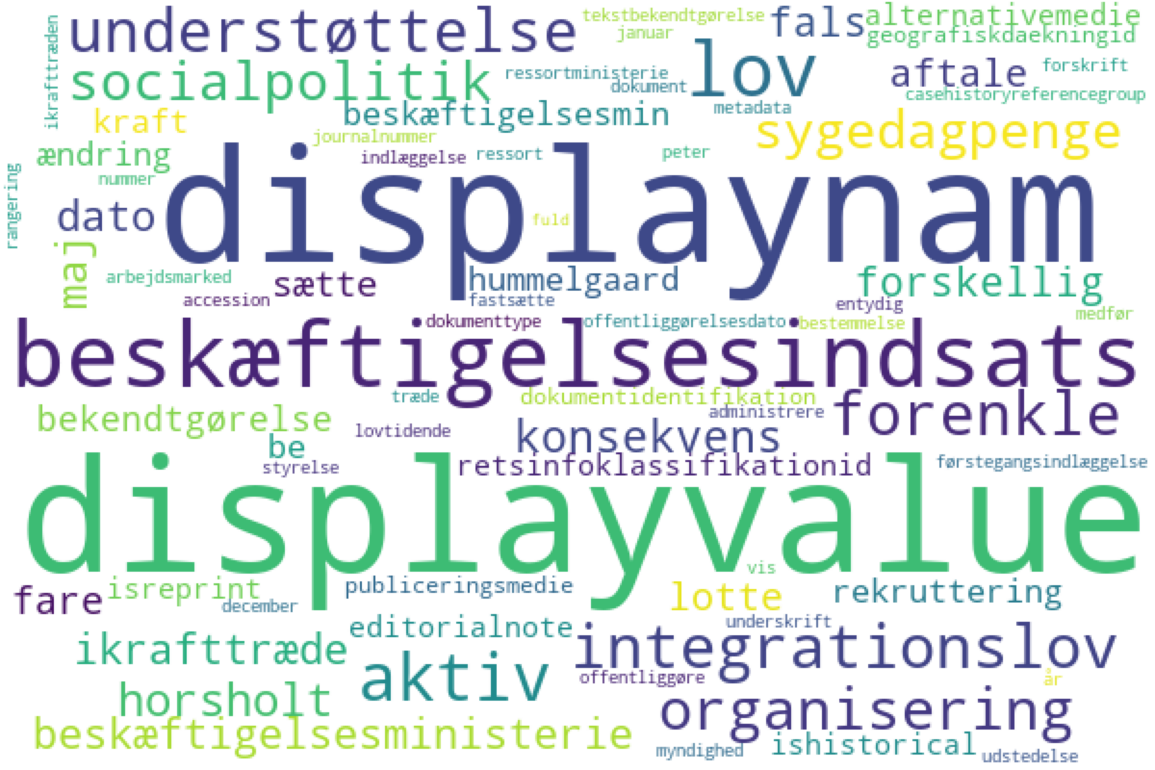 ikrafttræden
understøttelse
tekstbekendtgørelse
januar
fals
alternativemedie
geografiskdaekningid
socialpolitik
ressortministerie
dokument
lov
aftale
forskrift
casehistoryreferencegroup
kraft
beskæftigelsesmin
metadata
sygedagpenge
journalnummer
ændring
indlæggelse
ressort
peter
nummer
rangering
displaynam
dato
fuld
maj
arbejdsmarked
sætte
hummelgaard
forskellig
accession
fastsætte
entydig
medfør
dokumenttype
offentliggørelsesdato
bestemmelse
beskæftigelsesindsats
træde
dokumentidentifikation
administrere
forenkle
bekendtgørelse
lovtidende
konsekvens
be
styrelse
retsinfoklassifikationid
førstegangsindlæggelse
displayvalue
vis
fare
isreprint
december
publiceringsmedie
lotte
rekruttering
editorialnote
underskrift
ikrafttræde
integrationslov
aktiv
offentliggøre
år
horsholt
organisering
beskæftigelsesministerie
myndighed
ishistorical
udstedelse